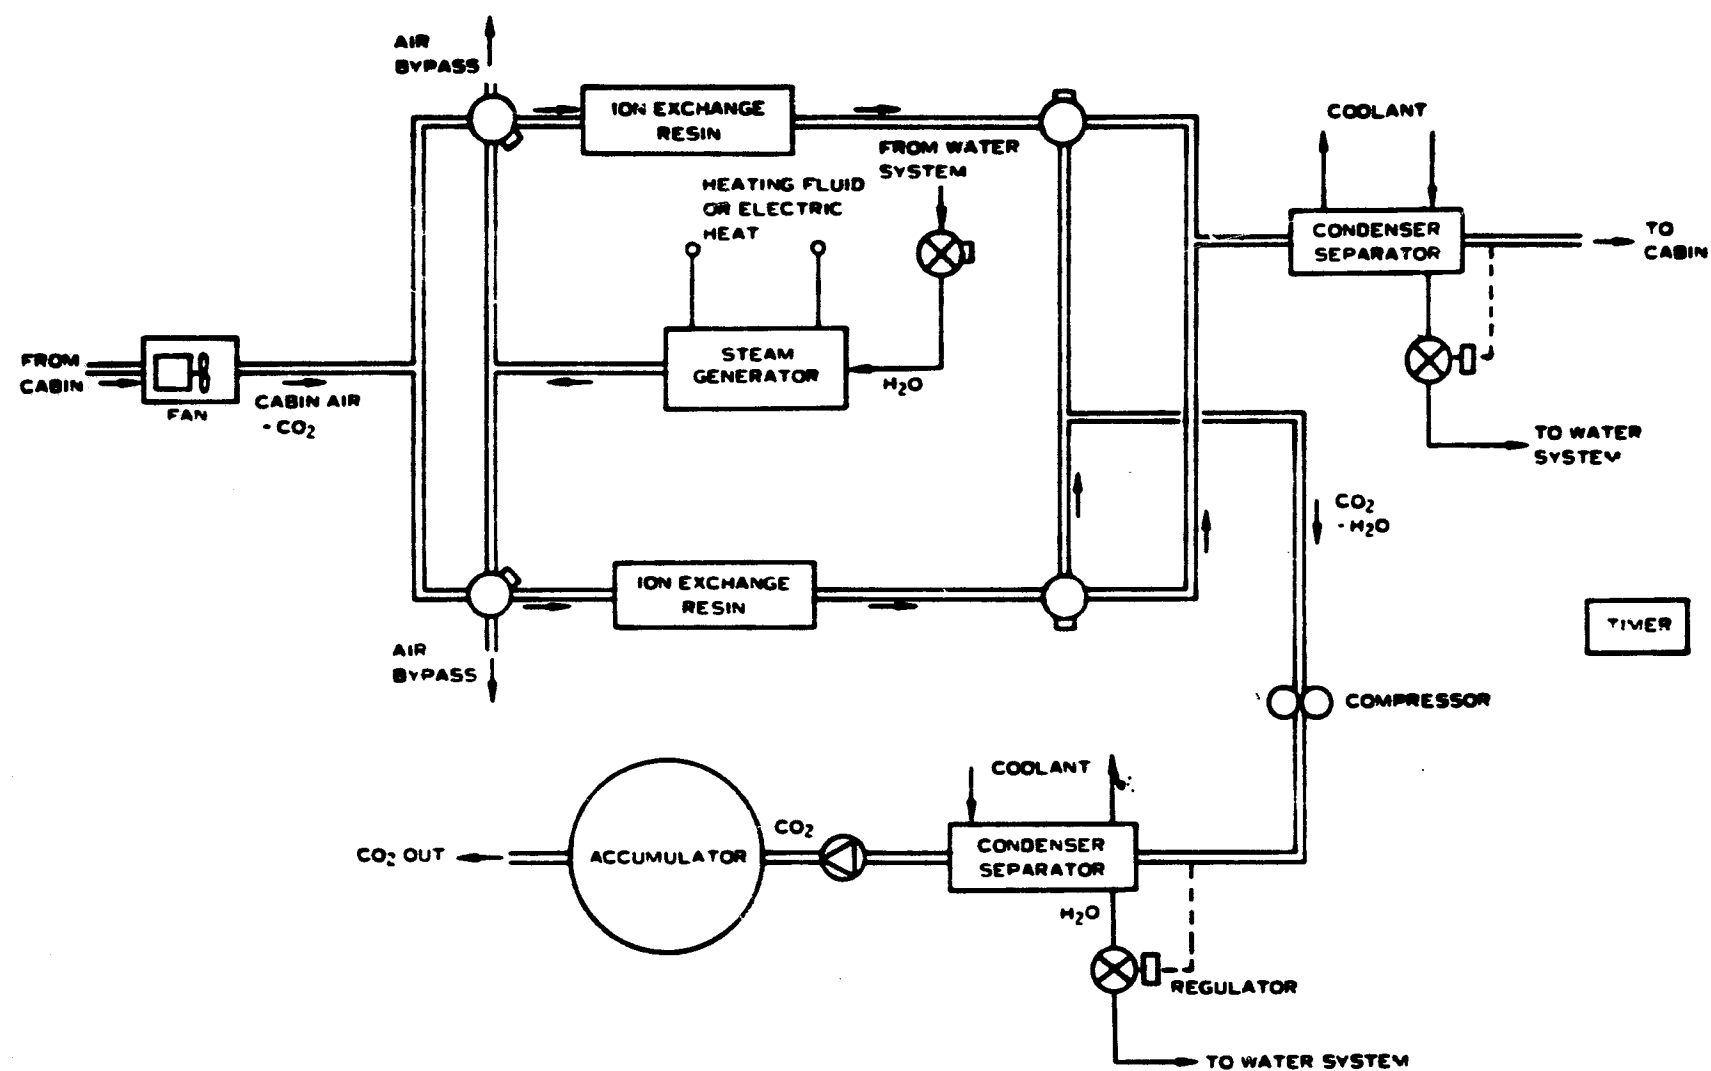 AIR
BYPASS
ION EXCHANGE
RESIN
COOLANT
FROM WATER
SYSTEM
HEATING FLUID
OR ELECTRIC
HEAT
CONDENSER
SEPARATOR
TO
CABIN
FROM
CABIN
FAN
CABIN AIR
- CO2
STEAM
GENERATOR
H2O
TO WATER
SYSTEM
CO2
- H2O
ION EXCHANGE
RESIN
TIMER
AIR
BYPASS
COMPRESSOR
COOLANT
CO2
CO2 OUT
ACCUMULATOR
CONDENSER
SEPARATOR
H2O
REGULATOR
TO WATER SYSTEM